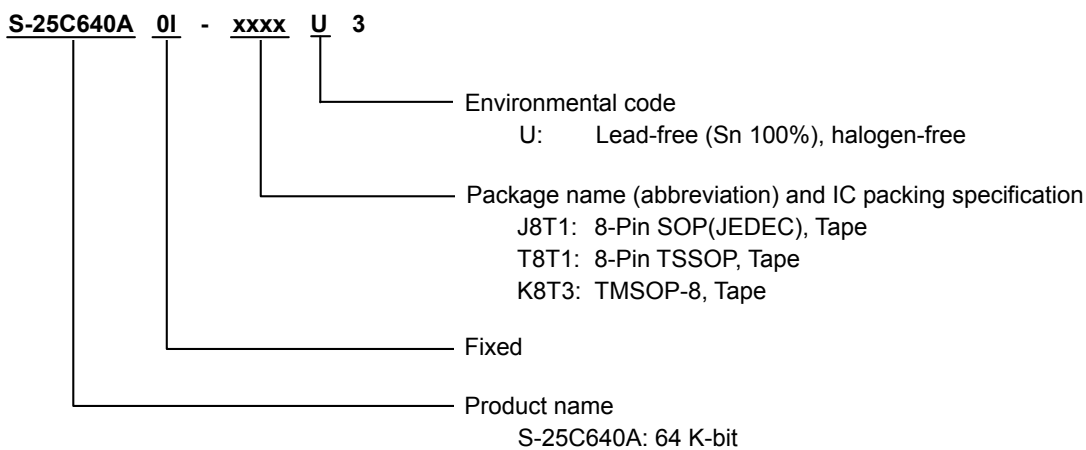 S-25C640A 0I - xxxx U 3
Environmental code
U: Lead-free (Sn 100%), halogen-free
Package name (abbreviation) and IC packing specification
J8T1: 8-Pin SOP(JEDEC), Tape
T8T1: 8-Pin TSSOP, Tape
K8T3: TMSOP-8, Tape
Fixed
Product name
S-25C640A: 64 K-bit